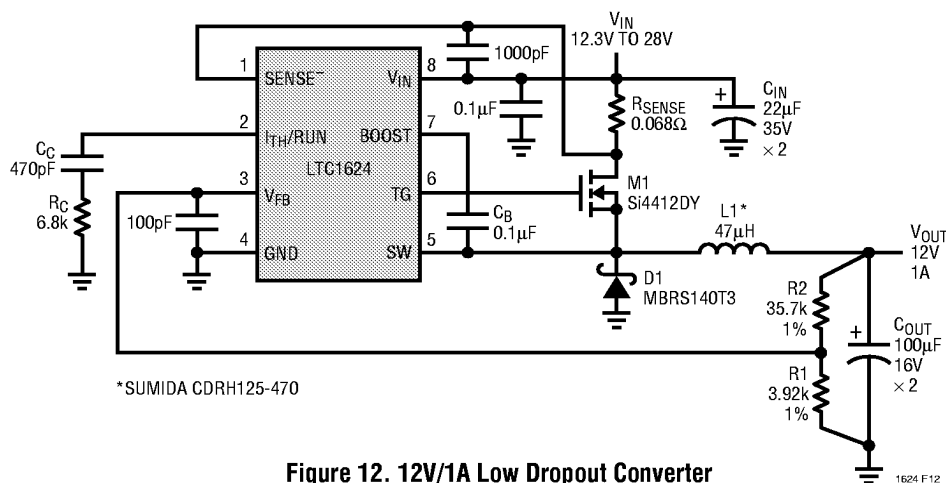 V_IN
12.3V TO 28V
1000pF
1
SENSE⁻
V_IN
8
0.1µF
R_SENSE
0.068Ω
+
C_IN
22µF
35V
× 2
2
I_TH/RUN
BOOST
7
C_C
470pF
LTC1624
R_C
6.8k
3
V_FB
TG
6
M1
Si4412DY
100pF
C_B
0.1µF
L1*
47µH
V_OUT
12V
1A
4
GND
SW
5
D1
MBRS140T3
R2
35.7k
1%
+
C_OUT
100µF
16V
× 2
R1
3.92k
1%
*SUMIDA CDRH125-470
Figure 12. 12V/1A Low Dropout Converter
1624 F12